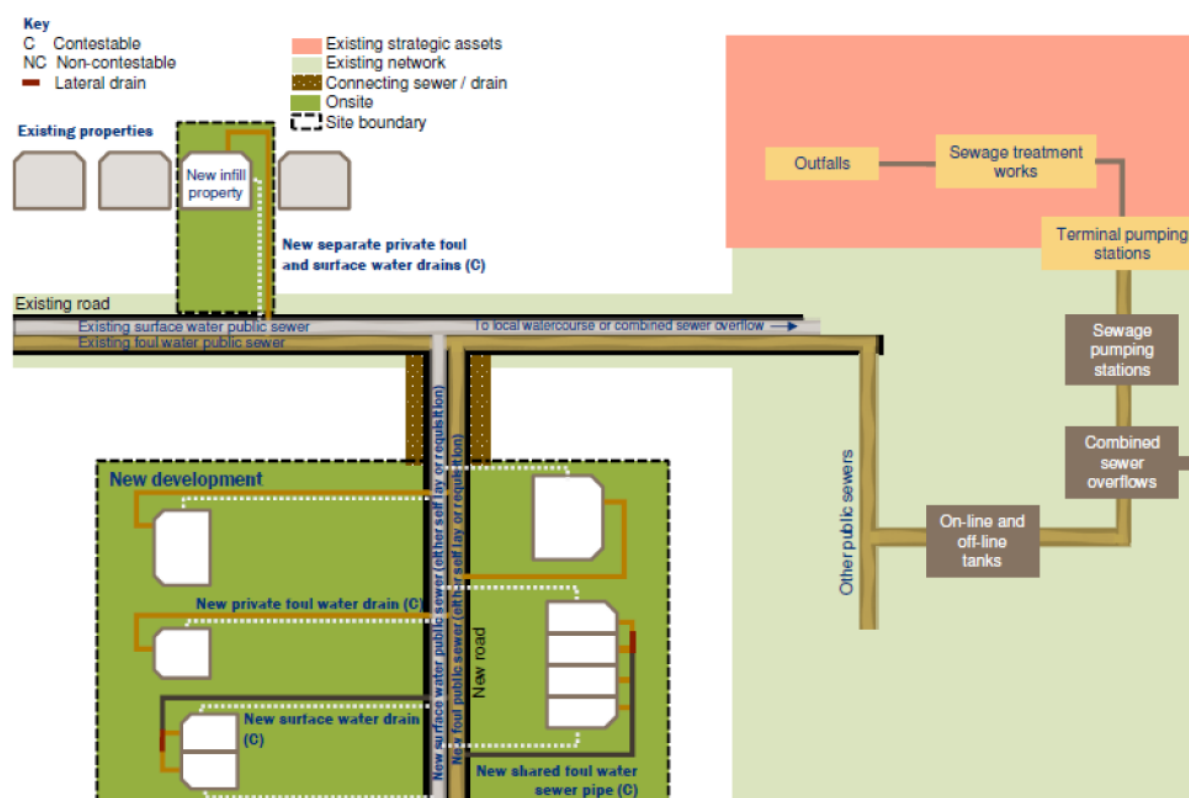 Key
C Contestable
NC Non-contestable
Lateral drain
Existing strategic assets
Existing network
Connecting sewer / drain
Onsite
Site boundary
Existing properties
New infill
property
New separate private foul
and surface water drains (C)
Outfalls
Sewage treatment
works
Terminal pumping
stations
Existing road
Existing surface water public sewer
To local watercourse or combined sewer overflow
Existing foul water public sewer
Sewage
pumping
stations
Combined
sewer
overflows
On-line and
off-line
tanks
Other public sewers
New development
New surface water public sewer (either self lay or requisition)
New foul public sewer (either self lay or requisition)
New road
New private foul water drain (C)
New surface water drain
(C)
New shared foul water
sewer pipe (C)